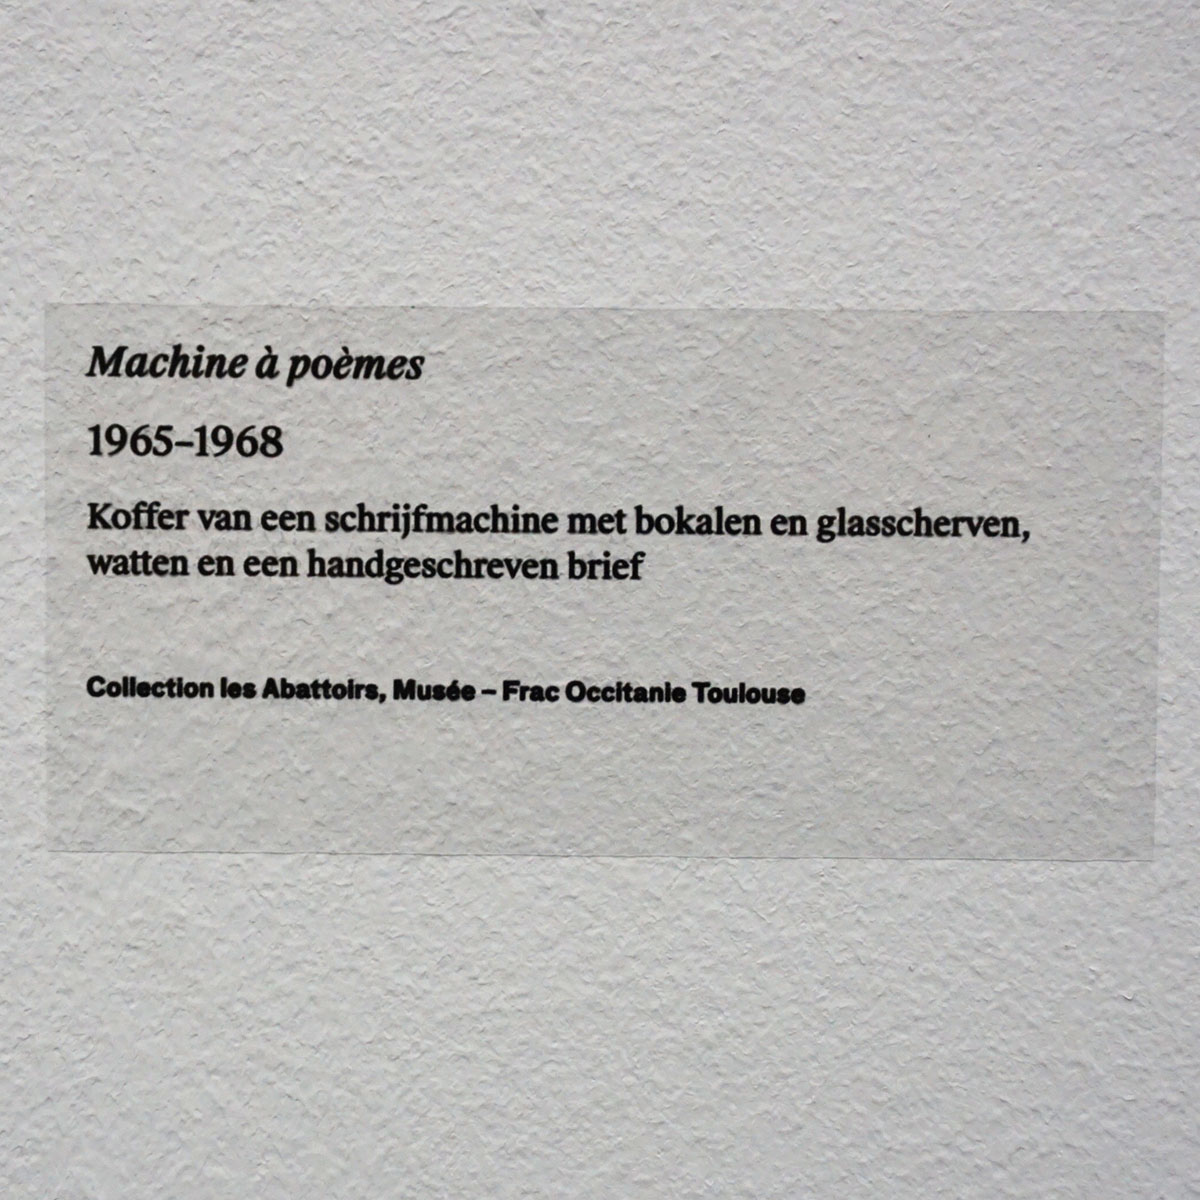 Machine à poèmes
1965–1968
Koffer van een schrijfmachine met bokalen en glasscherven,
watten en een handgeschreven brief
Collection les Abattoirs, Musée – Frac Occitanie Toulouse